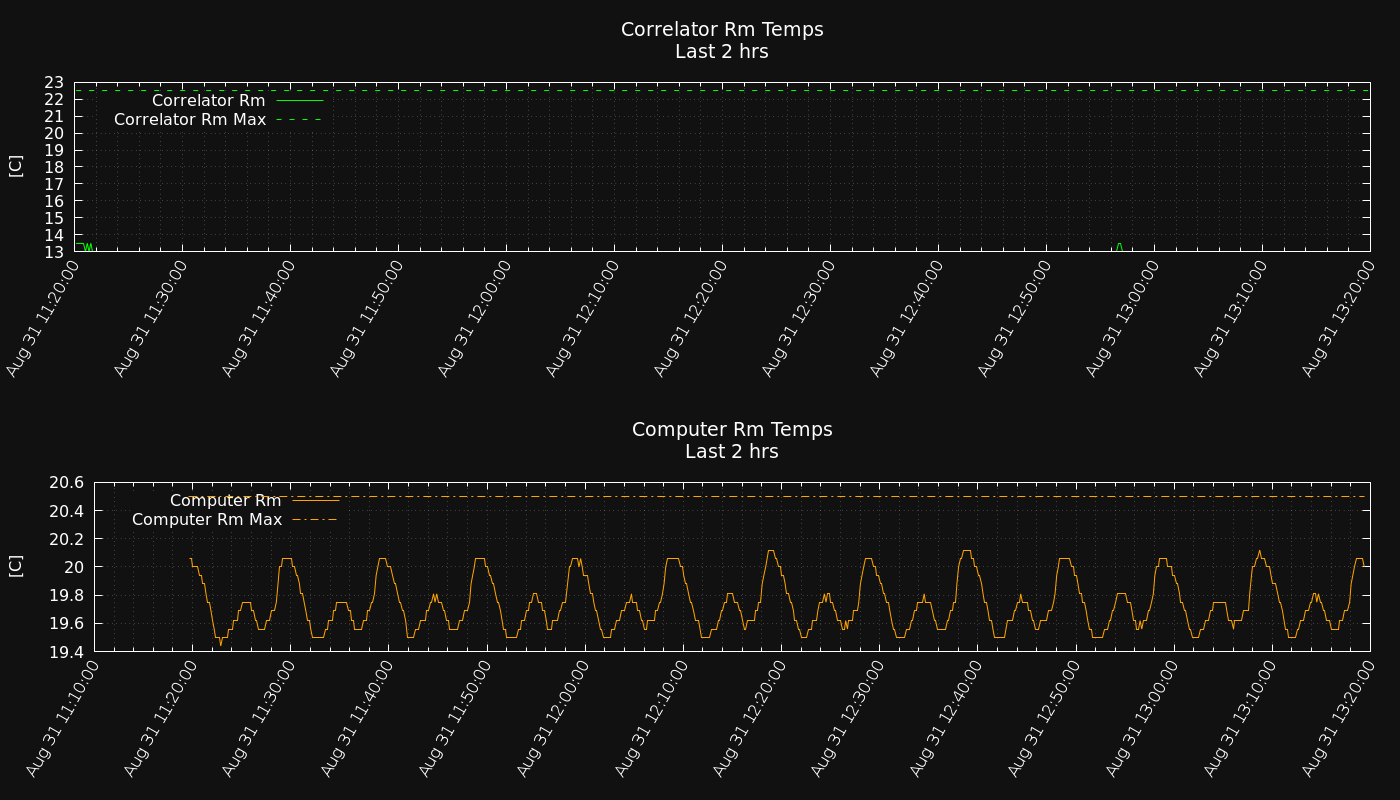 Correlator Rm Temps
Last 2 hrs
23
22
21
20
19
18
17
16
15
14
13
[C]
Correlator Rm
Correlator Rm Max
Aug 31 11:20:00
Aug 31 11:30:00
Aug 31 11:40:00
Aug 31 11:50:00
Aug 31 12:00:00
Aug 31 12:10:00
Aug 31 12:20:00
Aug 31 12:30:00
Aug 31 12:40:00
Aug 31 12:50:00
Aug 31 13:00:00
Aug 31 13:10:00
Aug 31 13:20:00
Computer Rm Temps
Last 2 hrs
20.6
20.4
20.2
20
19.8
19.6
19.4
[C]
Computer Rm
Computer Rm Max
Aug 31 11:10:00
Aug 31 11:20:00
Aug 31 11:30:00
Aug 31 11:40:00
Aug 31 11:50:00
Aug 31 12:00:00
Aug 31 12:10:00
Aug 31 12:20:00
Aug 31 12:30:00
Aug 31 12:40:00
Aug 31 12:50:00
Aug 31 13:00:00
Aug 31 13:10:00
Aug 31 13:20:00